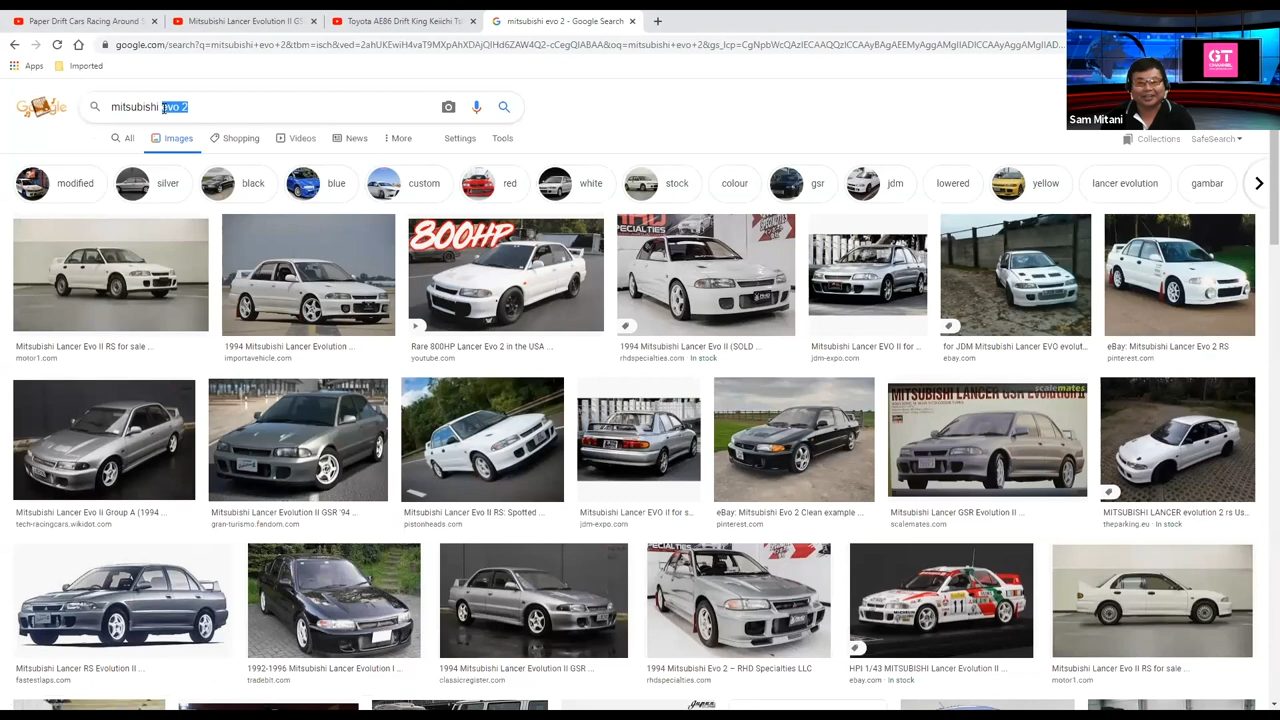 Paper Drift Cars Racing Around S
Mitsubishi Lancer Evolution II GS
Toyota AE86 Drift King Keiichi Ts
mitsubishi evo 2 - Google Search
Apps
Imported
GT
CHANNEL
Sam Mitani
Google
mitsubishi evo 2
All
Images
Shopping
Videos
News
More
Settings
Tools
Collections
SafeSearch
modified
silver
black
blue
custom
red
white
stock
colour
gsr
jdm
lowered
yellow
lancer evolution
gambar
800HP
SPECIALTIES
Mitsubishi Lancer Evo II RS for sale ...
motor1.com
1994 Mitsubishi Lancer Evolution ...
importavehicle.com
Rare 800HP Lancer Evo 2 in the USA ...
youtube.com
1994 Mitsubishi Lancer Evo II (SOLD ...
rhdspecialties.com · In stock
Mitsubishi Lancer EVO II for ...
jdm-expo.com
for JDM Mitsubishi Lancer EVO evolut...
ebay.com
eBay: Mitsubishi Lancer Evo 2 RS
pinterest.com
MITSUBISHI LANCER GSR Evolution II
scalemates
Mitsubishi Lancer Evo Ii Group A (1994 ...
tech-racingcars.wikidot.com
Mitsubishi Lancer Evolution II GSR '94 ...
gran-turismo.fandom.com
Mitsubishi Lancer Evo II RS: Spotted ...
pistonheads.com
Mitsubishi Lancer EVO II for s...
jdm-expo.com
eBay: Mitsubishi Evo 2 Clean example ...
pinterest.com
Mitsubishi Lancer GSR Evolution II ...
scalemates.com
MITSUBISHI LANCER evolution 2 rs Us...
theparking.eu · In stock
11
Mitsubishi Lancer RS Evolution II ...
fastestlaps.com
1992-1996 Mitsubishi Lancer Evolution I ...
tradebit.com
1994 Mitsubishi Lancer Evolution II GSR ...
classicregister.com
1994 Mitsubishi Evo 2 – RHD Specialties LLC
rhdspecialties.com
HPI 1/43 MITSUBISHI Lancer Evolution II ...
ebay.com · In stock
Mitsubishi Lancer Evo II RS for sale ...
motor1.com